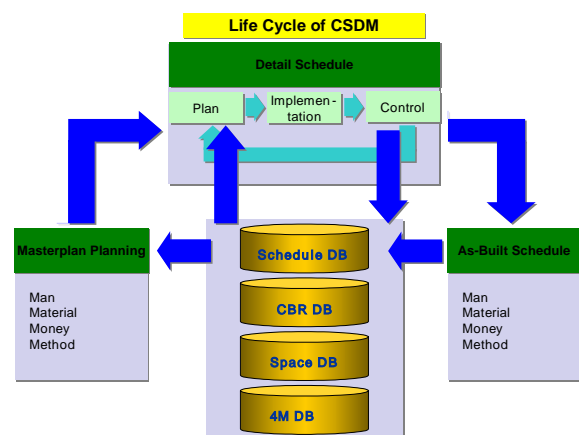 Life Cycle of CSDM
Detail Schedule
Plan
Implemen-
tation
Control
Masterplan Planning
Man
Material
Money
Method
Schedule DB
CBR DB
Space DB
4M DB
As-Built Schedule
Man
Material
Money
Method